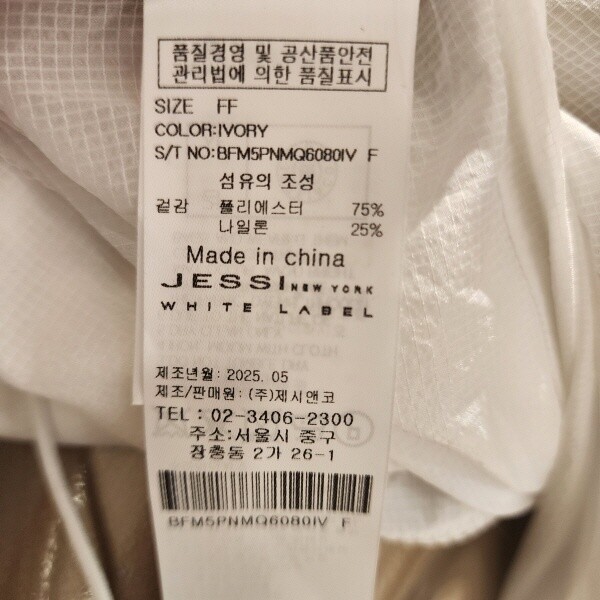 품질경영 및 공산품안전
관리법에 의한 품질표시
SIZE FF
COLOR:IVORY
S/T NO:BFM5PNMQ6080IV F
섬유의 조성
겉감 폴리에스터 75%
나일론 25%
Made in china
JESSI NEW YORK
WHITE LABEL
제조년월: 2025. 05
제조/판매원: (주)제시앤코
TEL : 02-3406-2300
주소:서울시 중구
장충동 2가 26-1
BFM5PNMQ6080IV F